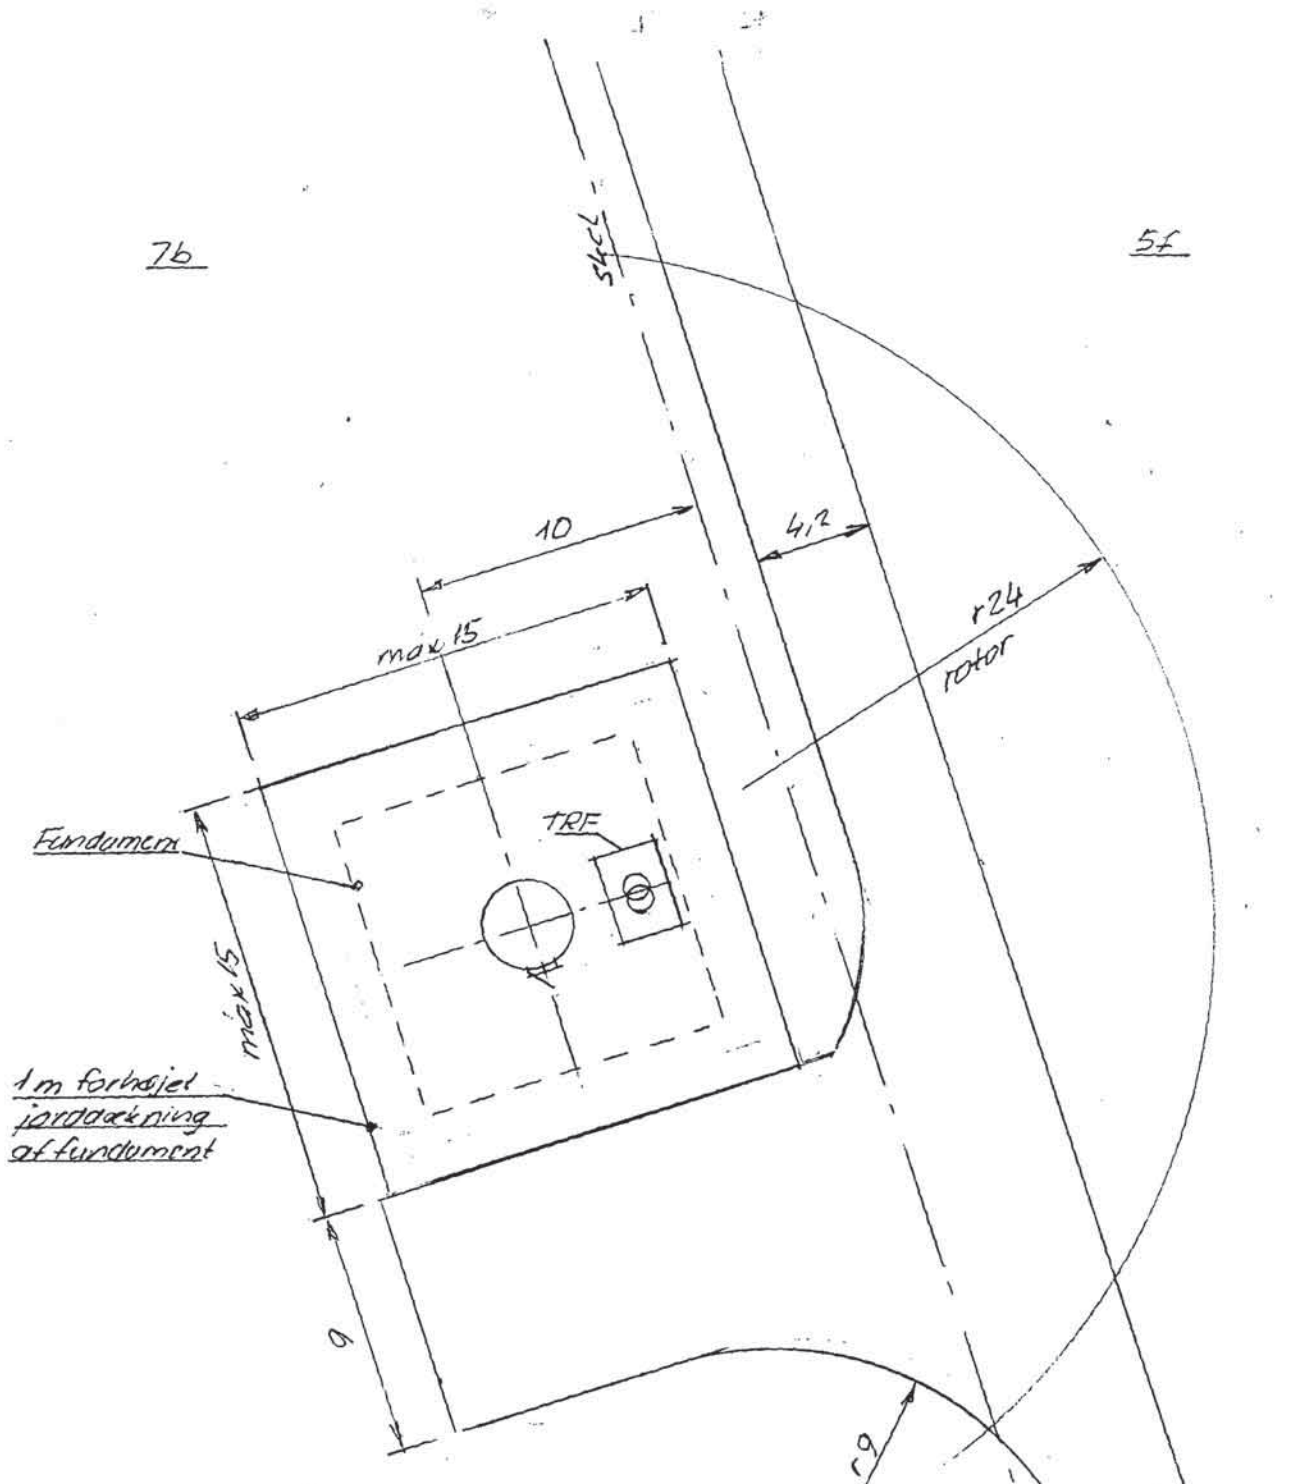 7b
5f
Skel
10
4,2
max 15
r24
rotor
TRF
Fundament
max 15
1 m forhøjet
jorddækning
af fundament
9
r9